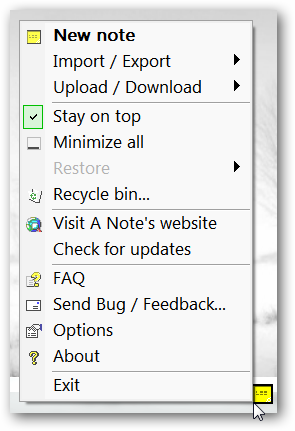 New note
Import / Export
Upload / Download
Stay on top
Minimize all
Restore
Recycle bin...
Visit A Note's website
Check for updates
FAQ
Send Bug / Feedback...
Options
About
Exit